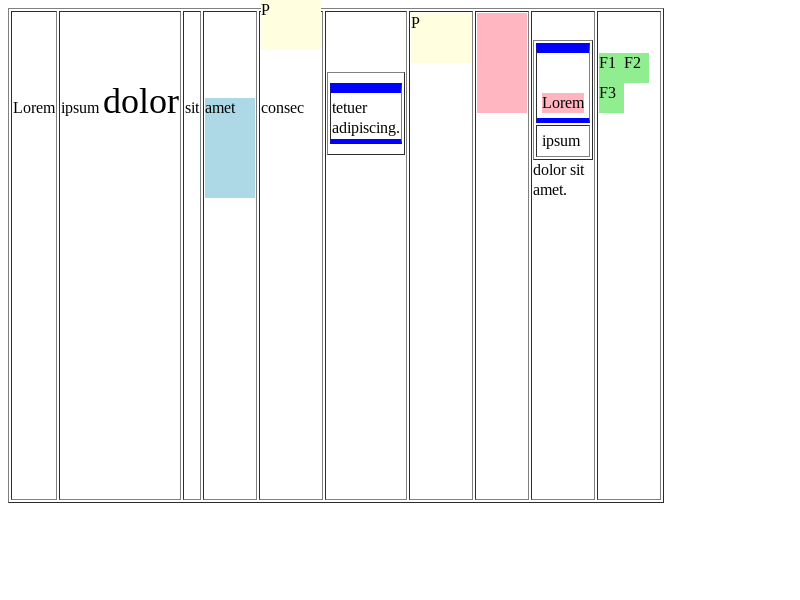 Lorem
ipsum dolor
sit
amet
P
consec
tetuer
adipiscing.
P
Lorem
ipsum
dolor sit
amet.
F1 F2
F3